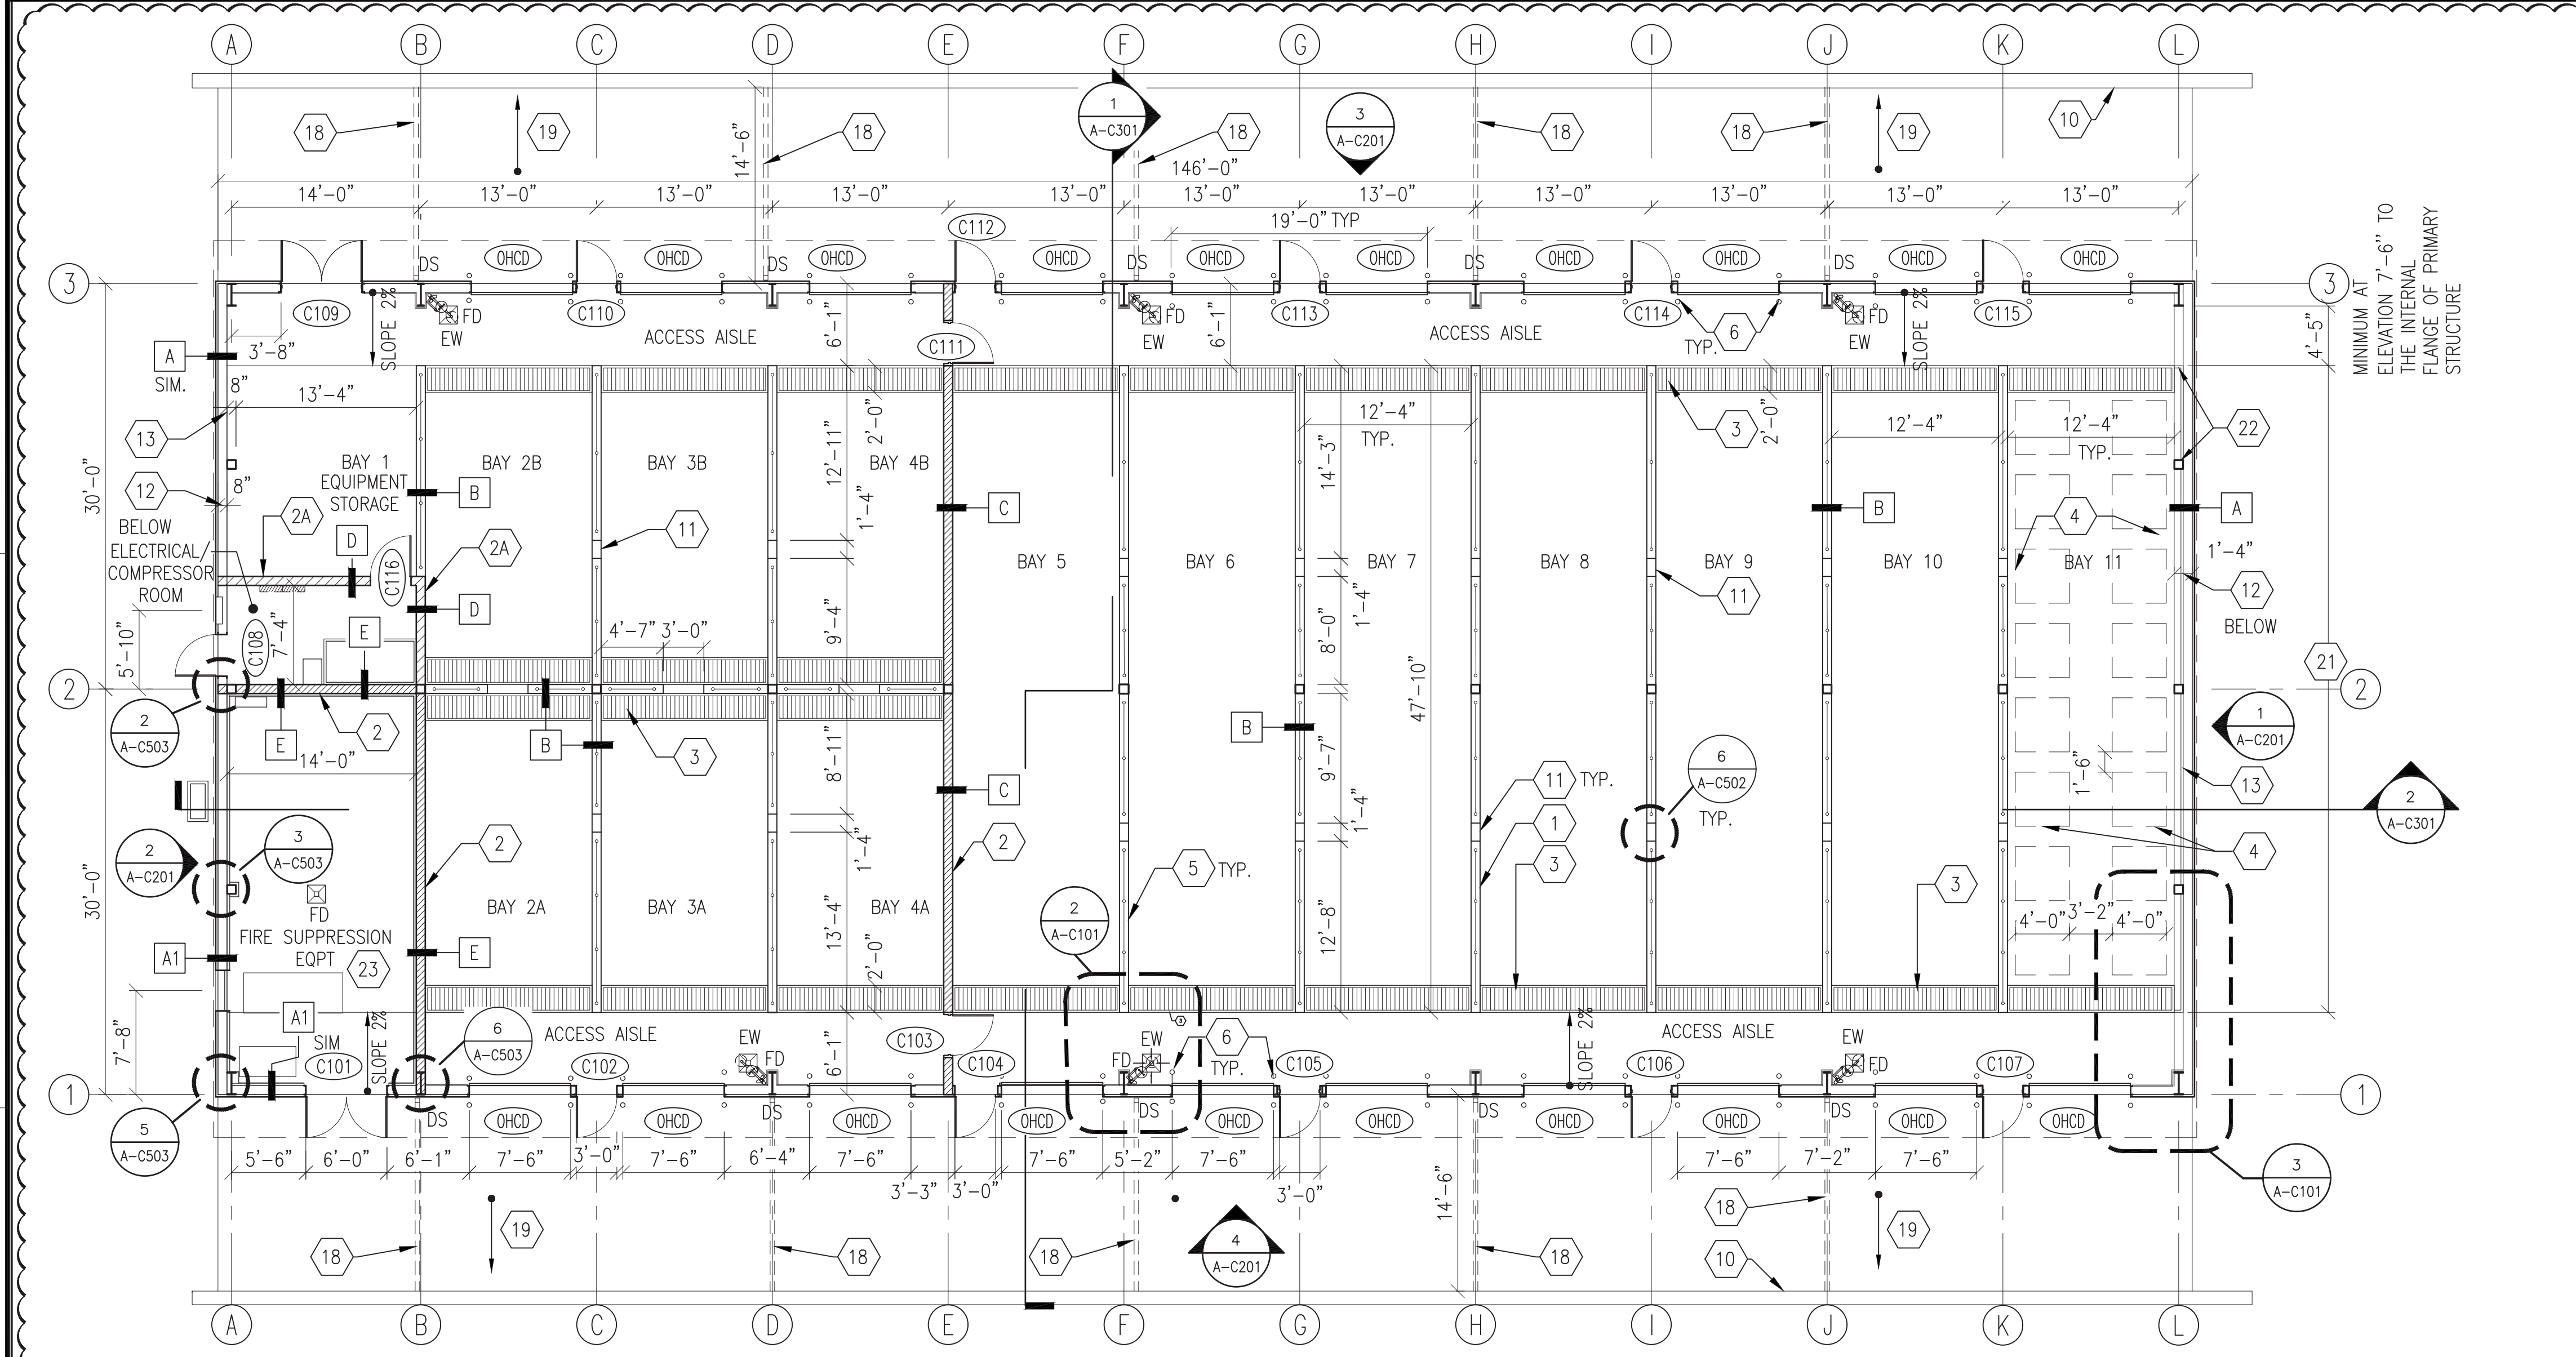 A B C D E F G H I J K L
18 19 18 18 18 18 19 10
1
A-C301
3
A-C201
14'-6"
146'-0"
14'-0" 13'-0" 13'-0" 13'-0" 13'-0" 13'-0" 13'-0" 13'-0" 13'-0" 13'-0" 13'-0"
19'-0" TYP
C112
OHCD OHCD OHCD OHCD OHCD OHCD OHCD OHCD OHCD
DS DS DS DS DS
3 3
MINIMUM AT
ELEVATION 7'-6" TO
THE INTERNAL
FLANGE OF PRIMARY
STRUCTURE
C109 FD C110 FD C113 C114 FD C115
EW EW EW
SLOPE 2%
ACCESS AISLE
6'-1"
C111
6'-1"
ACCESS AISLE
TYP.
6
SLOPE 2%
4'-5"
A
SIM.
3'-8"
8"
13'-4"
13
12
8"
2'-0"
12'-4"
TYP.
3
2'-0"
12'-4"
12'-4"
TYP.
22
30'-0"
BAY 1
EQUIPMENT
STORAGE
BAY 2B BAY 3B BAY 4B
12'-11"
14'-3"
B
1'-4"
C
B
A
2A
2A
11
4
BELOW
ELECTRICAL/
COMPRESSOR
ROOM
D
C116
D
BAY 5 BAY 6 BAY 7 BAY 8 BAY 9 BAY 10 BAY 11
1'-4"
1'-4"
11
12
BELOW
5'-10"
C108
7'-4"
E
4'-7" 3'-0"
9'-4"
8'-0"
47'-10"
21
2 2
2
A-C503
E
2
14'-0"
B
3
8'-11"
C
B
9'-7"
6
A-C502
TYP.
1'-6"
1
A-C201
13
2
A-C301
11 TYP.
1
3
1'-4"
1'-4"
2
A-C201
3
A-C503
2
2
5 TYP.
4
30'-0"
FD
FIRE SUPPRESSION
EQPT
23
A1
E
BAY 2A BAY 3A BAY 4A
13'-4"
2'-0"
2
A-C101
12'-8"
3
4'-0" 3'-2" 4'-0"
7'-8"
A1
SIM
C101
SLOPE 2%
6
A-C503
ACCESS AISLE
C102
EW
FD
6'-1"
C103
C104
3
EW
FD
6
TYP.
C105
SLOPE 2%
ACCESS AISLE
C106
EW
FD
C107
1 1
5
A-C503
DS DS DS DS DS
OHCD OHCD OHCD OHCD OHCD OHCD OHCD OHCD OHCD OHCD
5'-6" 6'-0" 6'-1" 7'-6" 3'-0" 7'-6" 6'-4" 7'-6" 3'-3" 3'-0" 7'-6" 5'-2" 7'-6" 3'-0" 7'-6" 7'-2" 7'-6"
14'-6"
3
A-C101
18 19 18 18 18 18 19
4
A-C201
10
A B C D E F G H I J K L